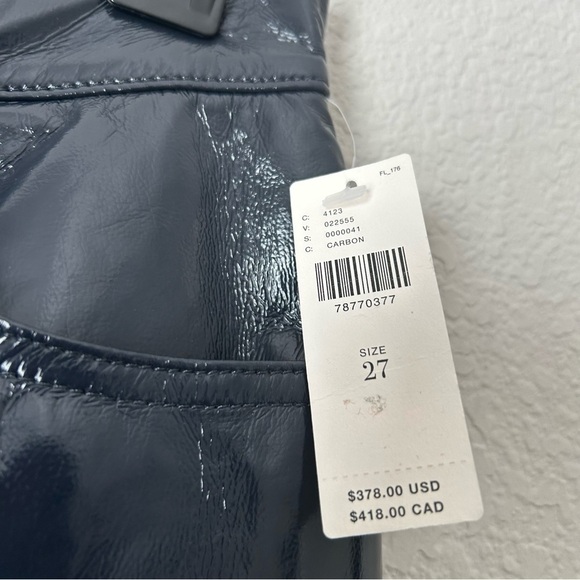 FL_176
C: 4123
V: 022555
S: 0000041
C: CARBON
78770377
SIZE
27
$378.00 USD
$418.00 CAD